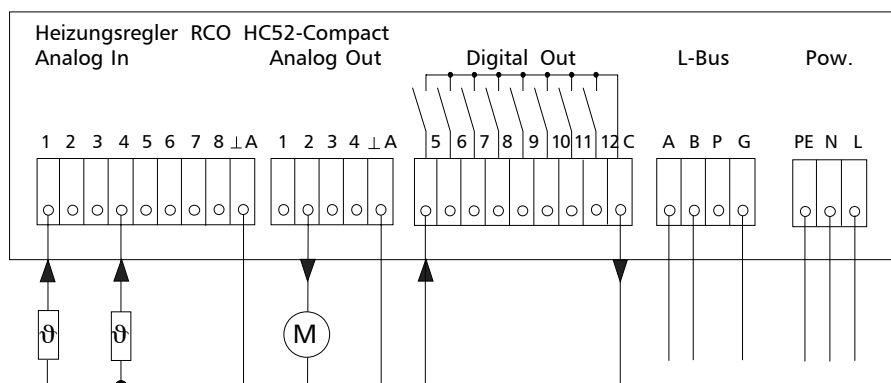 Heizungsregler RCO HC52-Compact
Analog In Analog Out Digital Out L-Bus Pow.
1 2 3 4 5 6 7 8 ⊥ A 1 2 3 4 ⊥ A 5 6 7 8 9 10 11 12 C A B P G PE N L
ϑ ϑ M